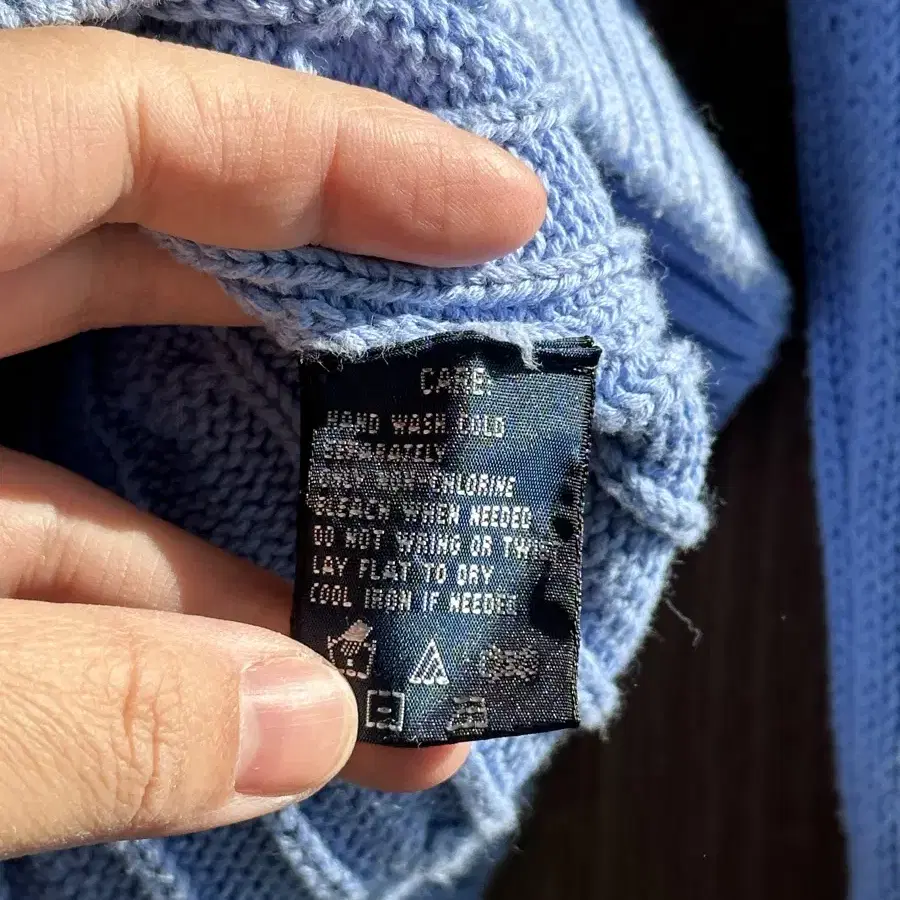 CARE:
HAND WASH COLD
SEPARATELY
ONLY NON-CHLORINE
BLEACH WHEN NEEDED
DO NOT WRING OR TWIST
LAY FLAT TO DRY
COOL IRON IF NEEDED